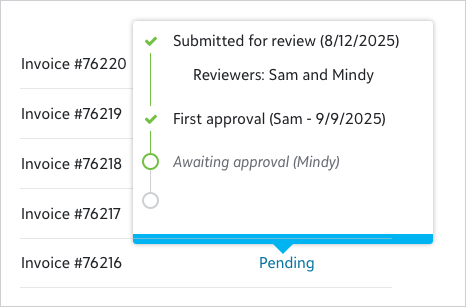 Submitted for review (8/12/2025)
Invoice #76220
Reviewers: Sam and Mindy
Invoice #76219
First approval (Sam - 9/9/2025)
Invoice #76218
Awaiting approval (Mindy)
Invoice #76217
Invoice #76216
Pending